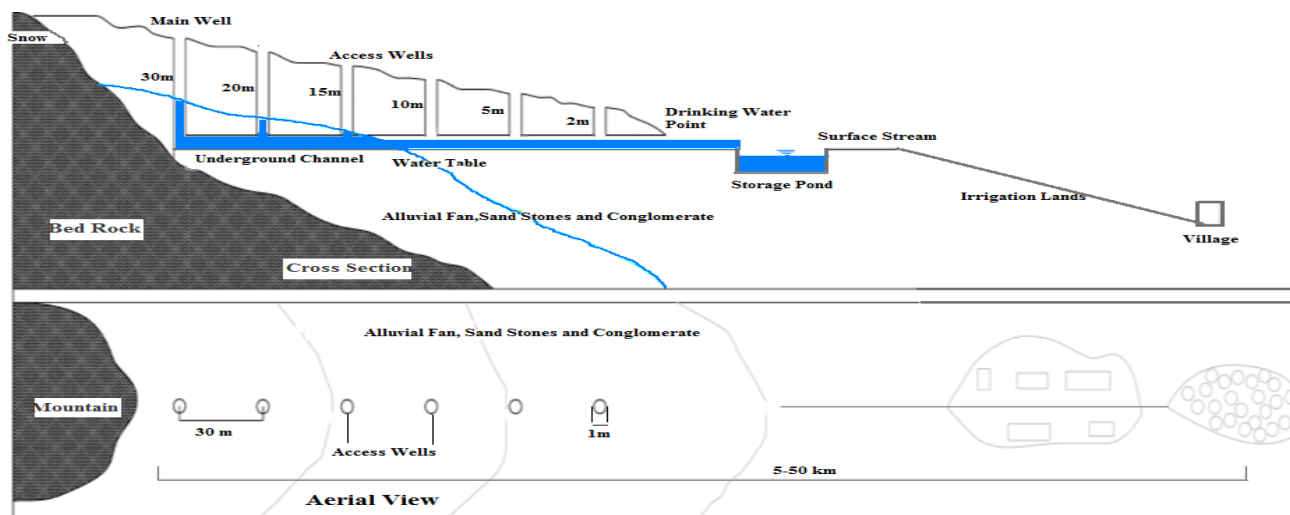 Main Well
Snow
Access Wells
30m
20m
15m
10m
5m
2m
Drinking Water
Point
Surface Stream
Underground Channel
Water Table
Storage Pond
Irrigation Lands
Alluvial Fan,Sand Stones and Conglomerate
Bed Rock
Village
Cross Section
Alluvial Fan, Sand Stones and Conglomerate
Mountain
30 m
1m
Access Wells
5-50 km
Aerial View